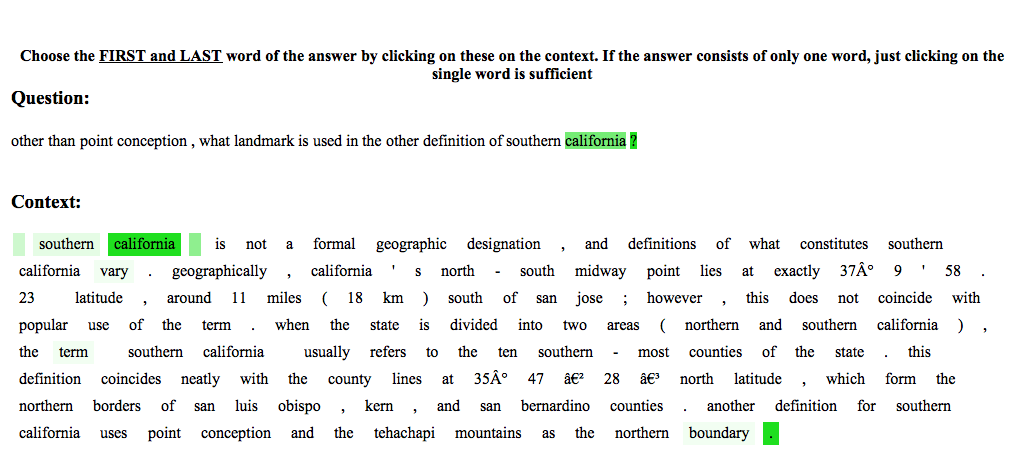 Choose the FIRST and LAST word of the answer by clicking on these on the context. If the answer consists of only one word, just clicking on the
single word is sufficient
Question:
other than point conception , what landmark is used in the other definition of southern california ?
Context:
southern california is not a formal geographic designation , and definitions of what constitutes southern
california vary . geographically , california ' s north - south midway point lies at exactly 37Â° 9 ' 58 .
23 latitude , around 11 miles ( 18 km ) south of san jose ; however , this does not coincide with
popular use of the term . when the state is divided into two areas ( northern and southern california ) ,
the term southern california usually refers to the ten southern - most counties of the state . this
definition coincides neatly with the county lines at 35Â° 47 â€² 28 â€³ north latitude , which form the
northern borders of san luis obispo , kern , and san bernardino counties . another definition for southern
california uses point conception and the tehachapi mountains as the northern boundary .